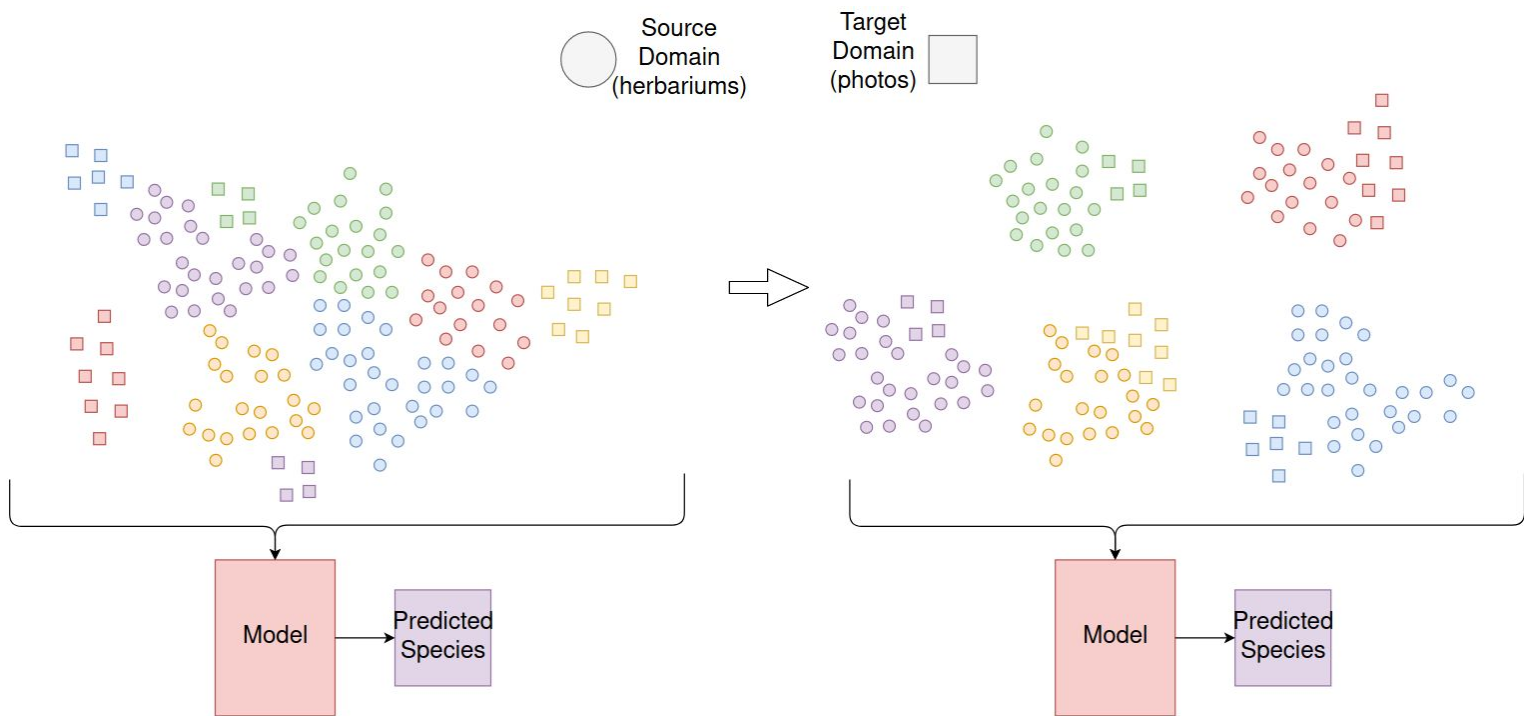 Source
Domain
(herbariums)
Target
Domain
(photos)
Model
Predicted
Species
Model
Predicted
Species